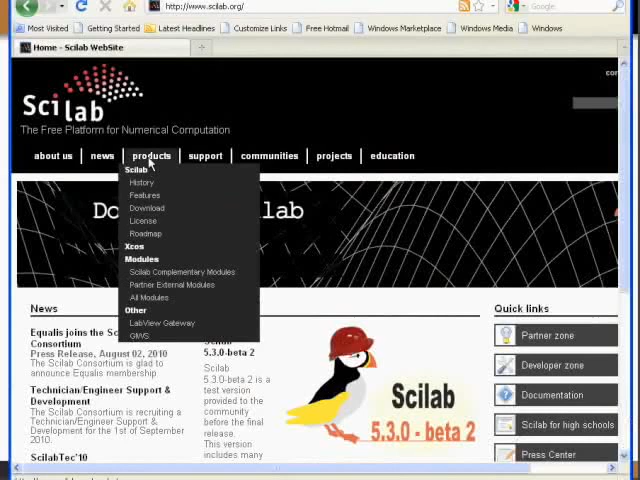 http://www.scilab.org/
Google
Most Visited Getting Started Latest Headlines Customize Links Free Hotmail Windows Marketplace Windows Media Windows
Home - Scilab WebSite
Scilab
The Free Platform for Numerical Computation
about us news products support communities projects education
Scilab
History
Features
Download
License
Roadmap
Xcos
Modules
Scilab Complementary Modules
Partner External Modules
All Modules
Other
LabView Gateway
GIWS
News
Equalis joins the
Consortium
Press Release, August 02, 2010
The Scilab Consortium is glad to
announce Equalis membership.
Technician/Engineer Support &
Development
The Scilab Consortium is recruiting a
Technician/Engineer Support &
Development for the 1st of September
2010.
ScilabTec'10
5.3.0-beta 2
Scilab
5.3.0-beta 2 is a
test version
provided to the
community
before the final
release.
This version
includes many
Scilab
5.3.0 - beta 2
Quick links
Partner zone
Developer zone
Documentation
Scilab for high schools
Press Center